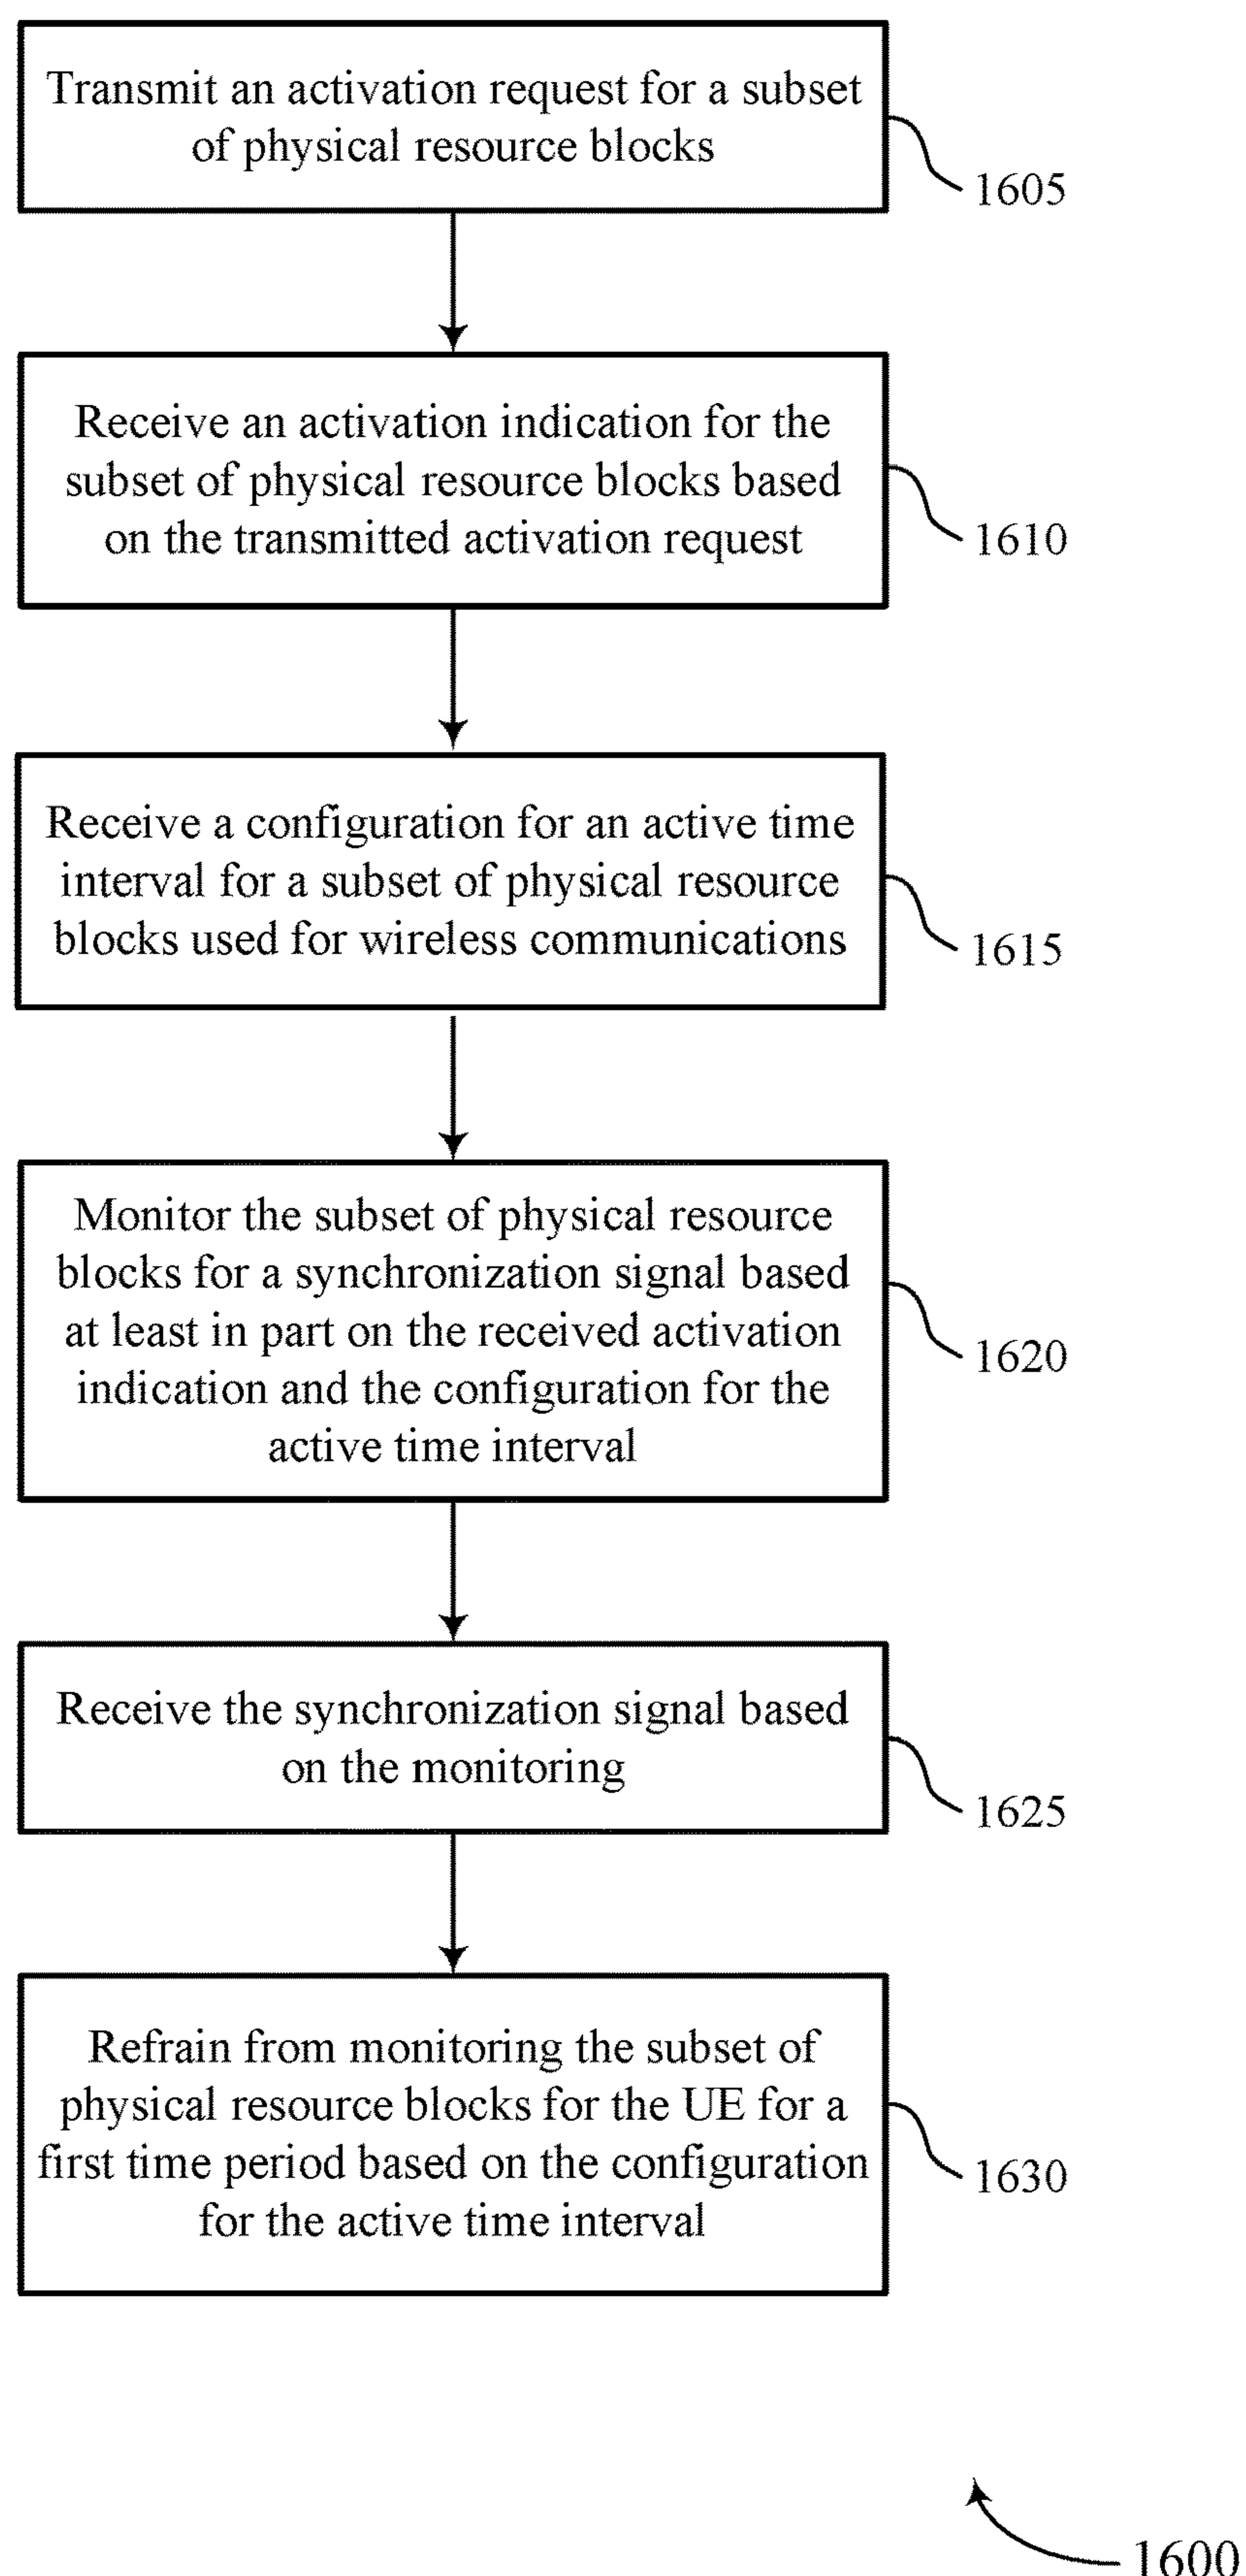 Transmit an activation request for a subset
of physical resource blocks
1605
Receive an activation indication for the
subset of physical resource blocks based
on the transmitted activation request
1610
Receive a configuration for an active time
interval for a subset of physical resource
blocks used for wireless communications
1615
Monitor the subset of physical resource
blocks for a synchronization signal based
at least in part on the received activation
indication and the configuration for the
active time interval
1620
Receive the synchronization signal based
on the monitoring
1625
Refrain from monitoring the subset of
physical resource blocks for the UE for a
first time period based on the configuration
for the active time interval
1630
1600